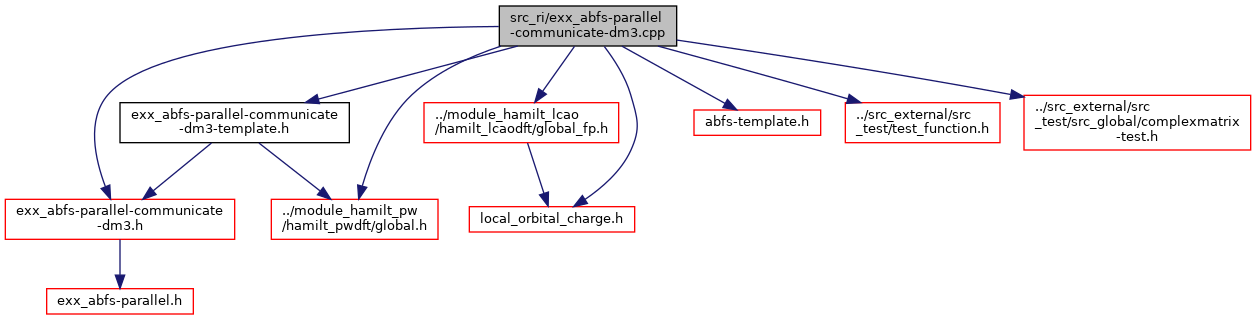 src_ri/exx_abfs-parallel
-communicate-dm3.cpp
exx_abfs-parallel-communicate
-dm3-template.h
../module_hamilt_lcao
/hamilt_lcaodft/global_fp.h
abfs-template.h
../src_external/src
_test/test_function.h
../src_external/src
_test/src_global/complexmatrix
-test.h
exx_abfs-parallel-communicate
-dm3.h
../module_hamilt_pw
/hamilt_pwdft/global.h
local_orbital_charge.h
exx_abfs-parallel.h